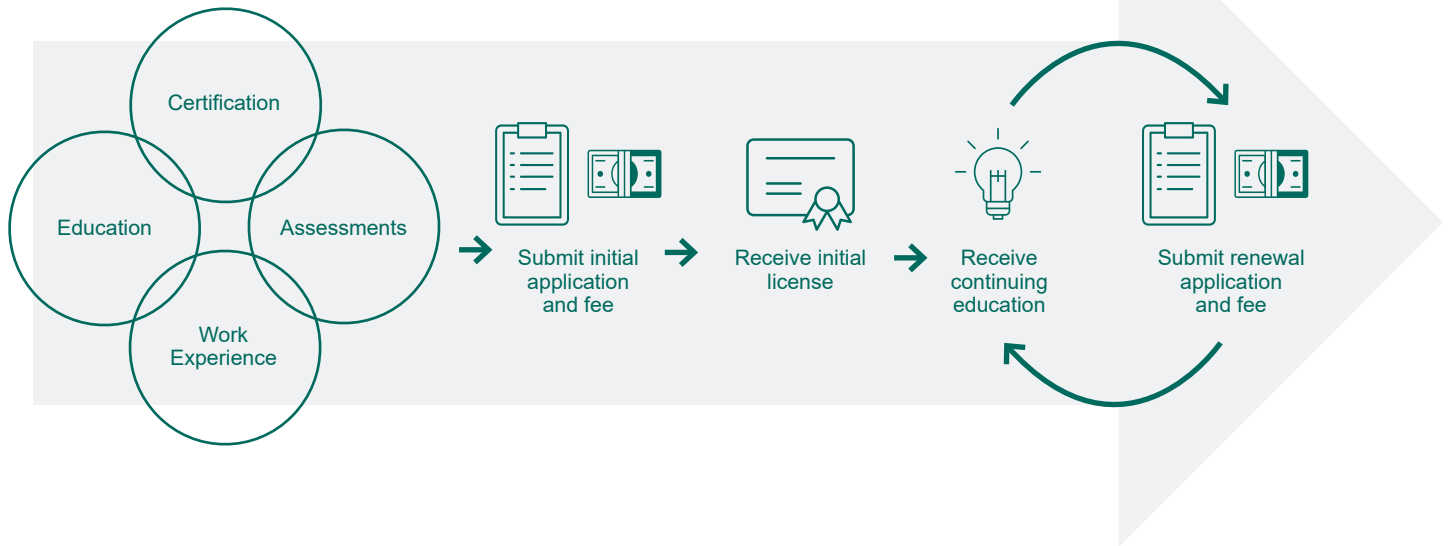 Certification
Education
Assessments
Work
Experience
Submit initial
application
and fee
Receive initial
license
Receive
continuing
education
Submit renewal
application
and fee